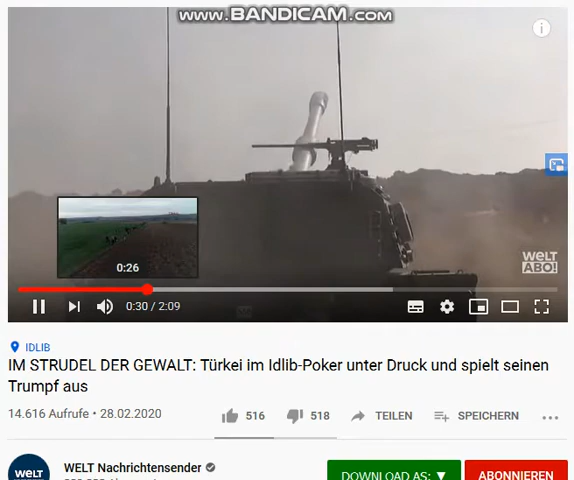 www.BANDICAM.com
WELT
ABO!
0:26
0:30 / 2:09
IDLIB
IM STRUDEL DER GEWALT: Türkei im Idlib-Poker unter Druck und spielt seinen
Trumpf aus
14.616 Aufrufe • 28.02.2020
516
518
TEILEN
SPEICHERN
WELT Nachrichtensender
WELT
DOWNLOAD AS: ▼
ABONNIEREN